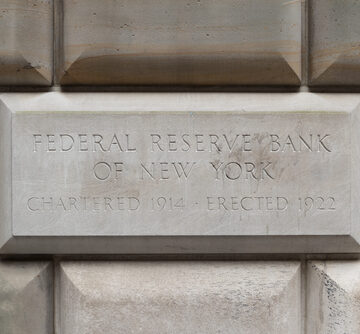 FEDERAL RESERVE BANK
OF NEW YORK
CHARTERED 1914 · ERECTED 1922